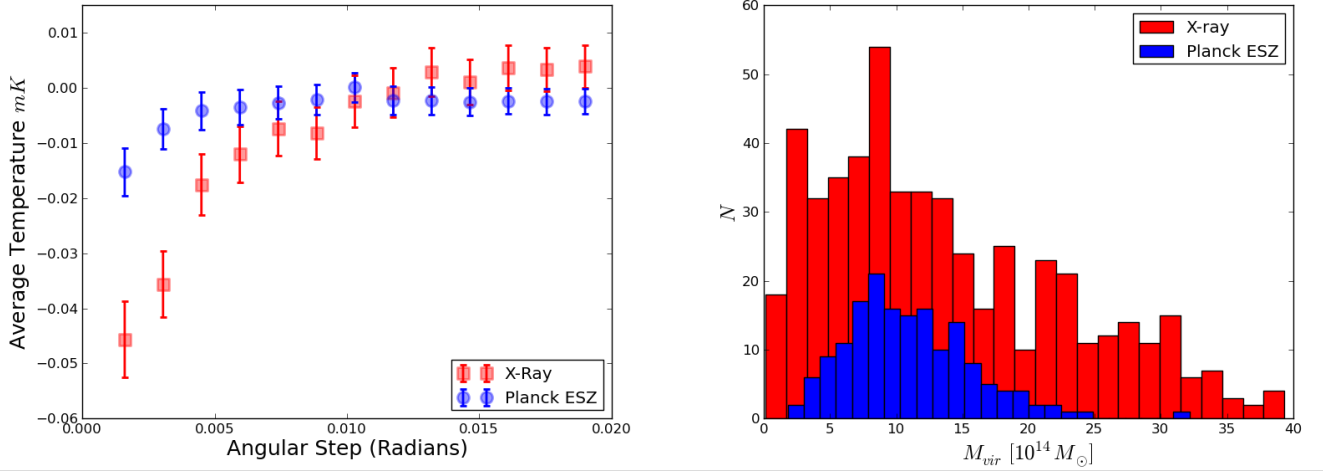 0.01
0.00
−0.01
−0.02
−0.03
−0.04
−0.05
−0.06
Average Temperature mK
0.000 0.005 0.010 0.015 0.020
Angular Step (Radians)
X-Ray
Planck ESZ
60
50
40
30
20
10
0
N
0 5 10 15 20 25 30 35 40
M_vir [10^14 M_⊙]
X-ray
Planck ESZ